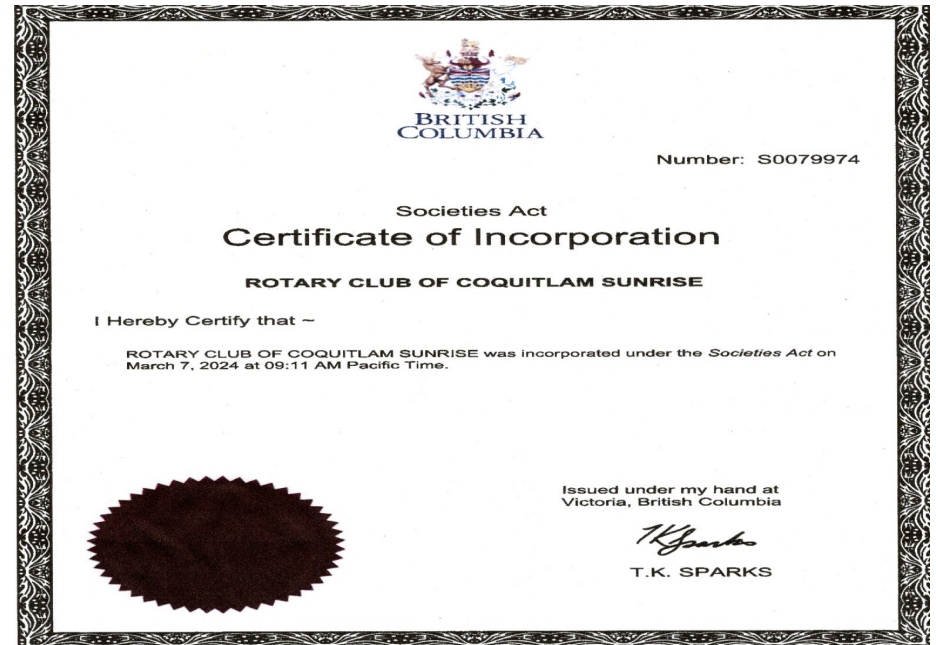 BRITISH
COLUMBIA
Number: S0079974
Societies Act
Certificate of Incorporation
ROTARY CLUB OF COQUITLAM SUNRISE
I Hereby Certify that ~
ROTARY CLUB OF COQUITLAM SUNRISE was incorporated under the Societies Act on
March 7, 2024 at 09:11 AM Pacific Time.
Issued under my hand at
Victoria, British Columbia
TKSparks
T.K. SPARKS